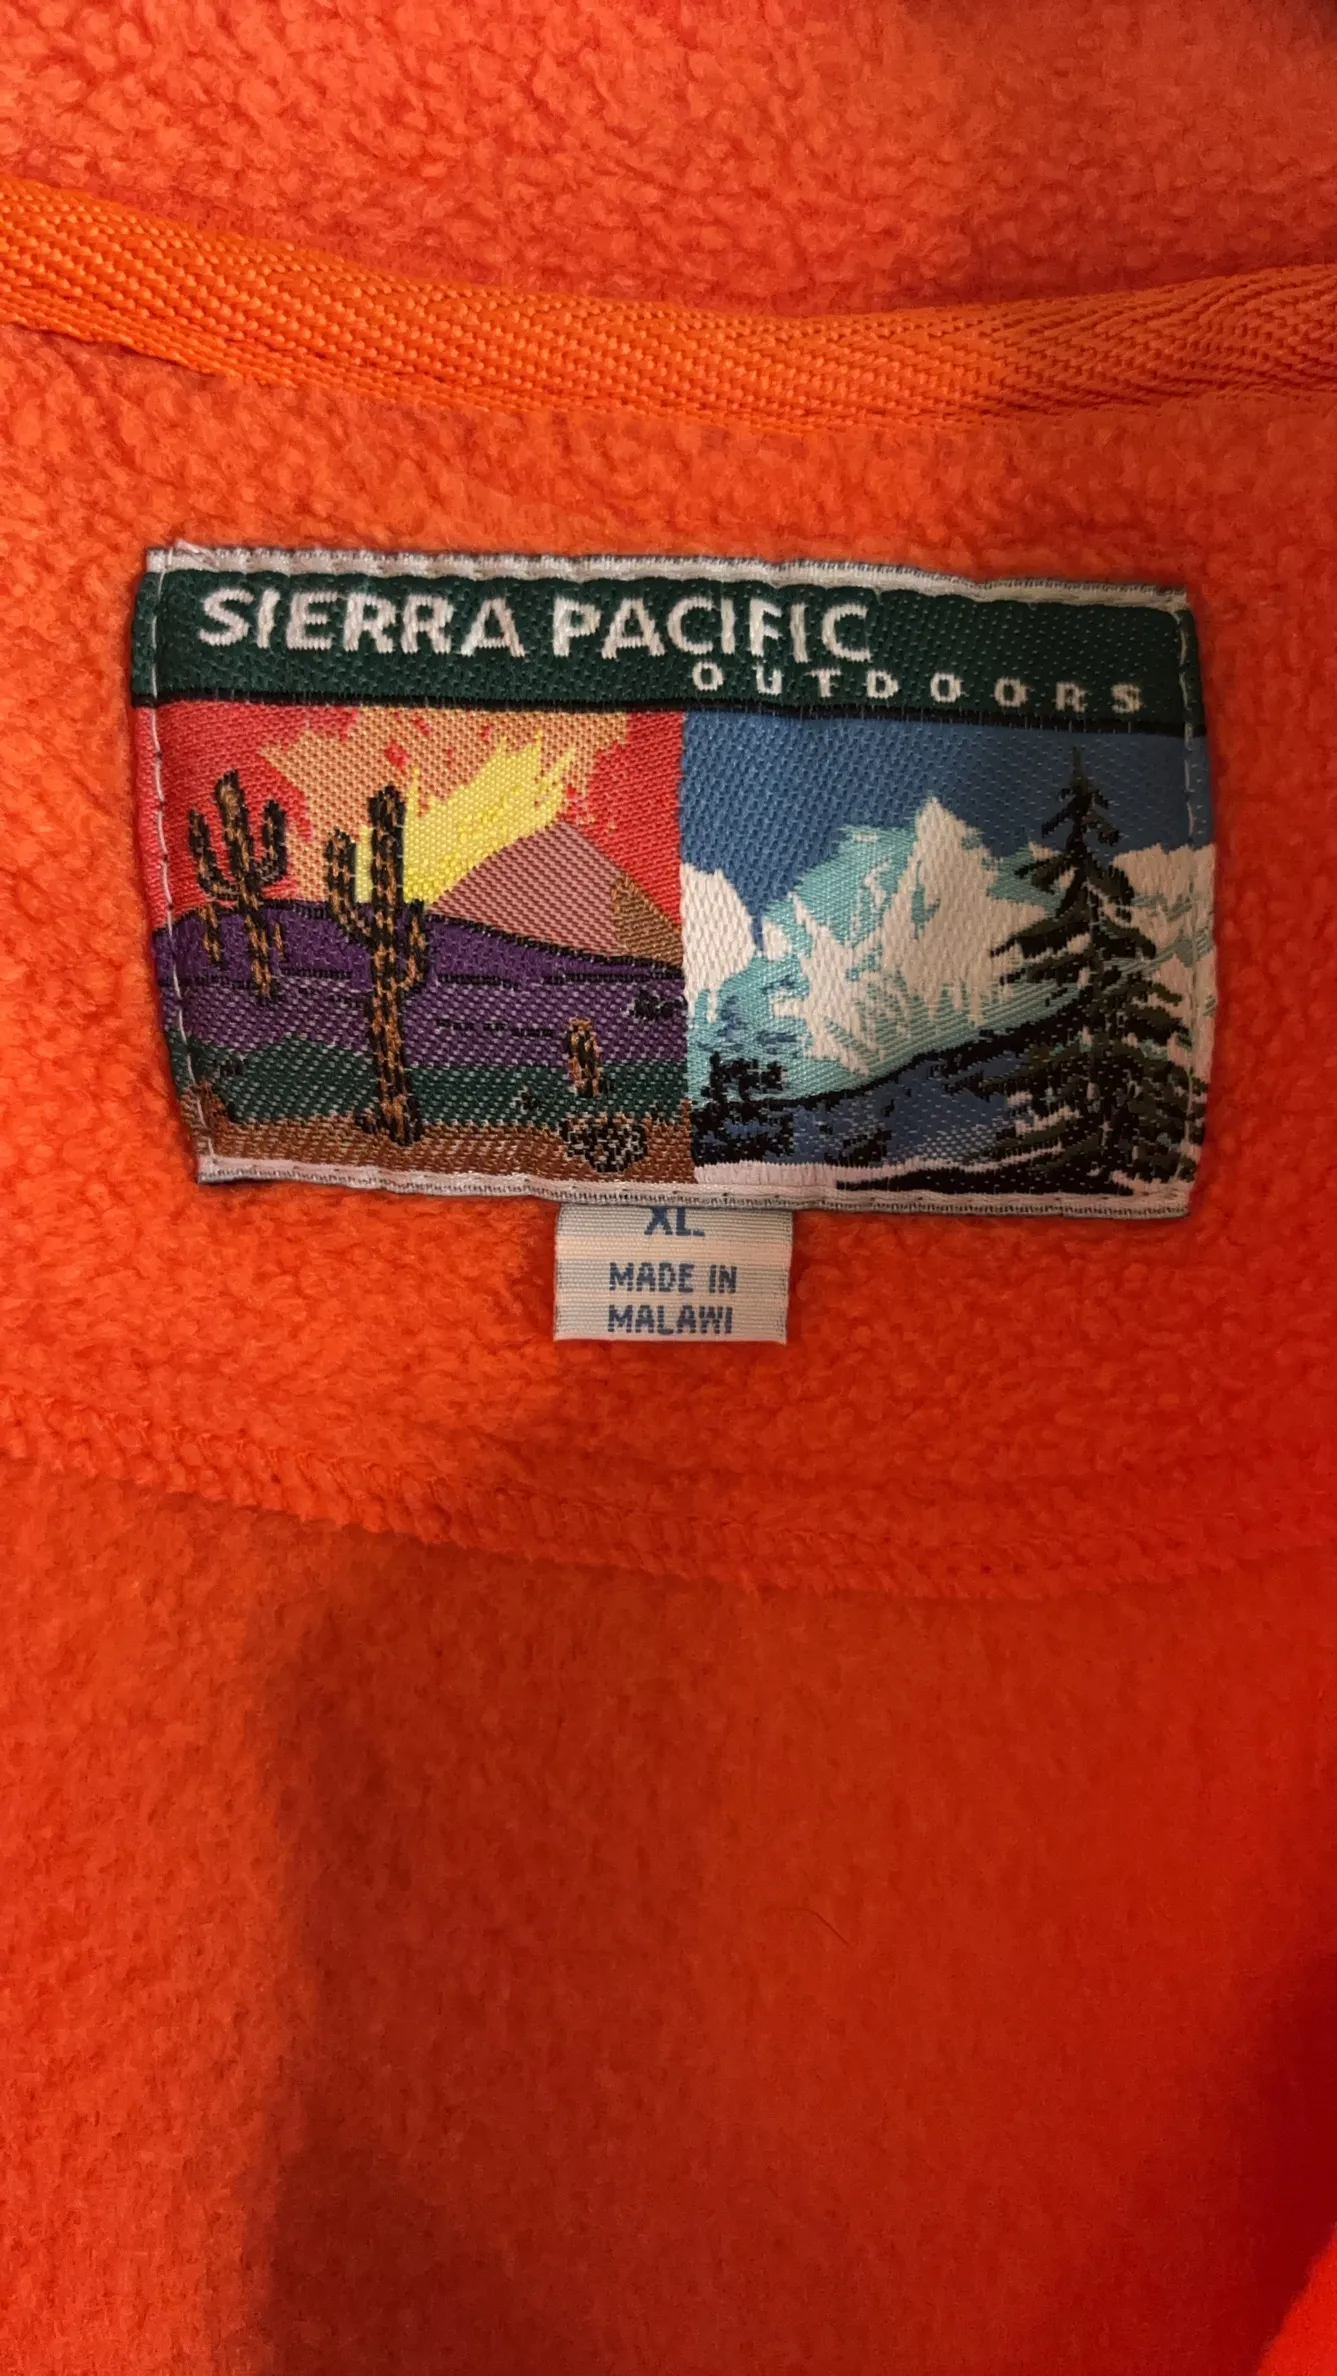 SIERRA PACIFIC
OUTDOORS
XL
MADE IN
MALAWI